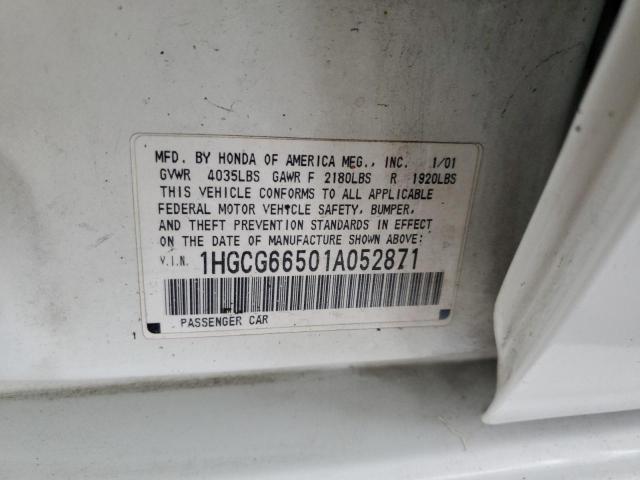 MFD. BY HONDA OF AMERICA MFG., INC. 1/01
GVWR 4035LBS GAWR F 2180LBS R 1920LBS
THIS VEHICLE CONFORMS TO ALL APPLICABLE
FEDERAL MOTOR VEHICLE SAFETY, BUMPER,
AND THEFT PREVENTION STANDARDS IN EFFECT
ON THE DATE OF MANUFACTURE SHOWN ABOVE:
V.I.N. 1HGCG66501A052871
PASSENGER CAR
1